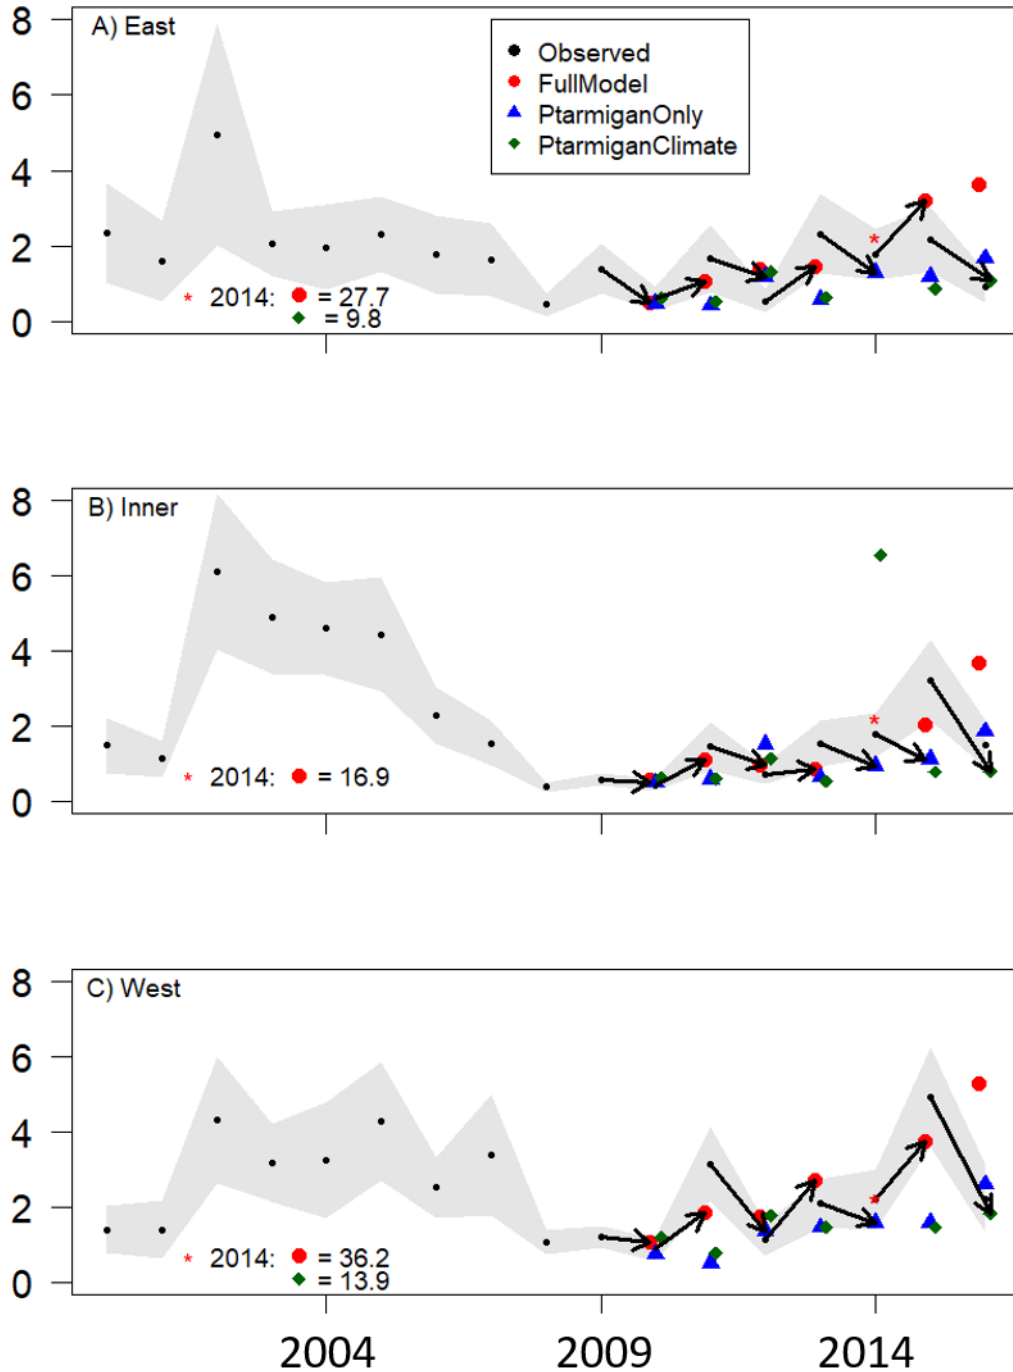 8
6
4
2
0
A) East
Observed
FullModel
PtarmiganOnly
PtarmiganClimate
* 2014: = 27.7
= 9.8
*
8
6
4
2
0
B) Inner
* 2014: = 16.9
*
8
6
4
2
0
C) West
* 2014: = 36.2
= 13.9
*
2004 2009 2014